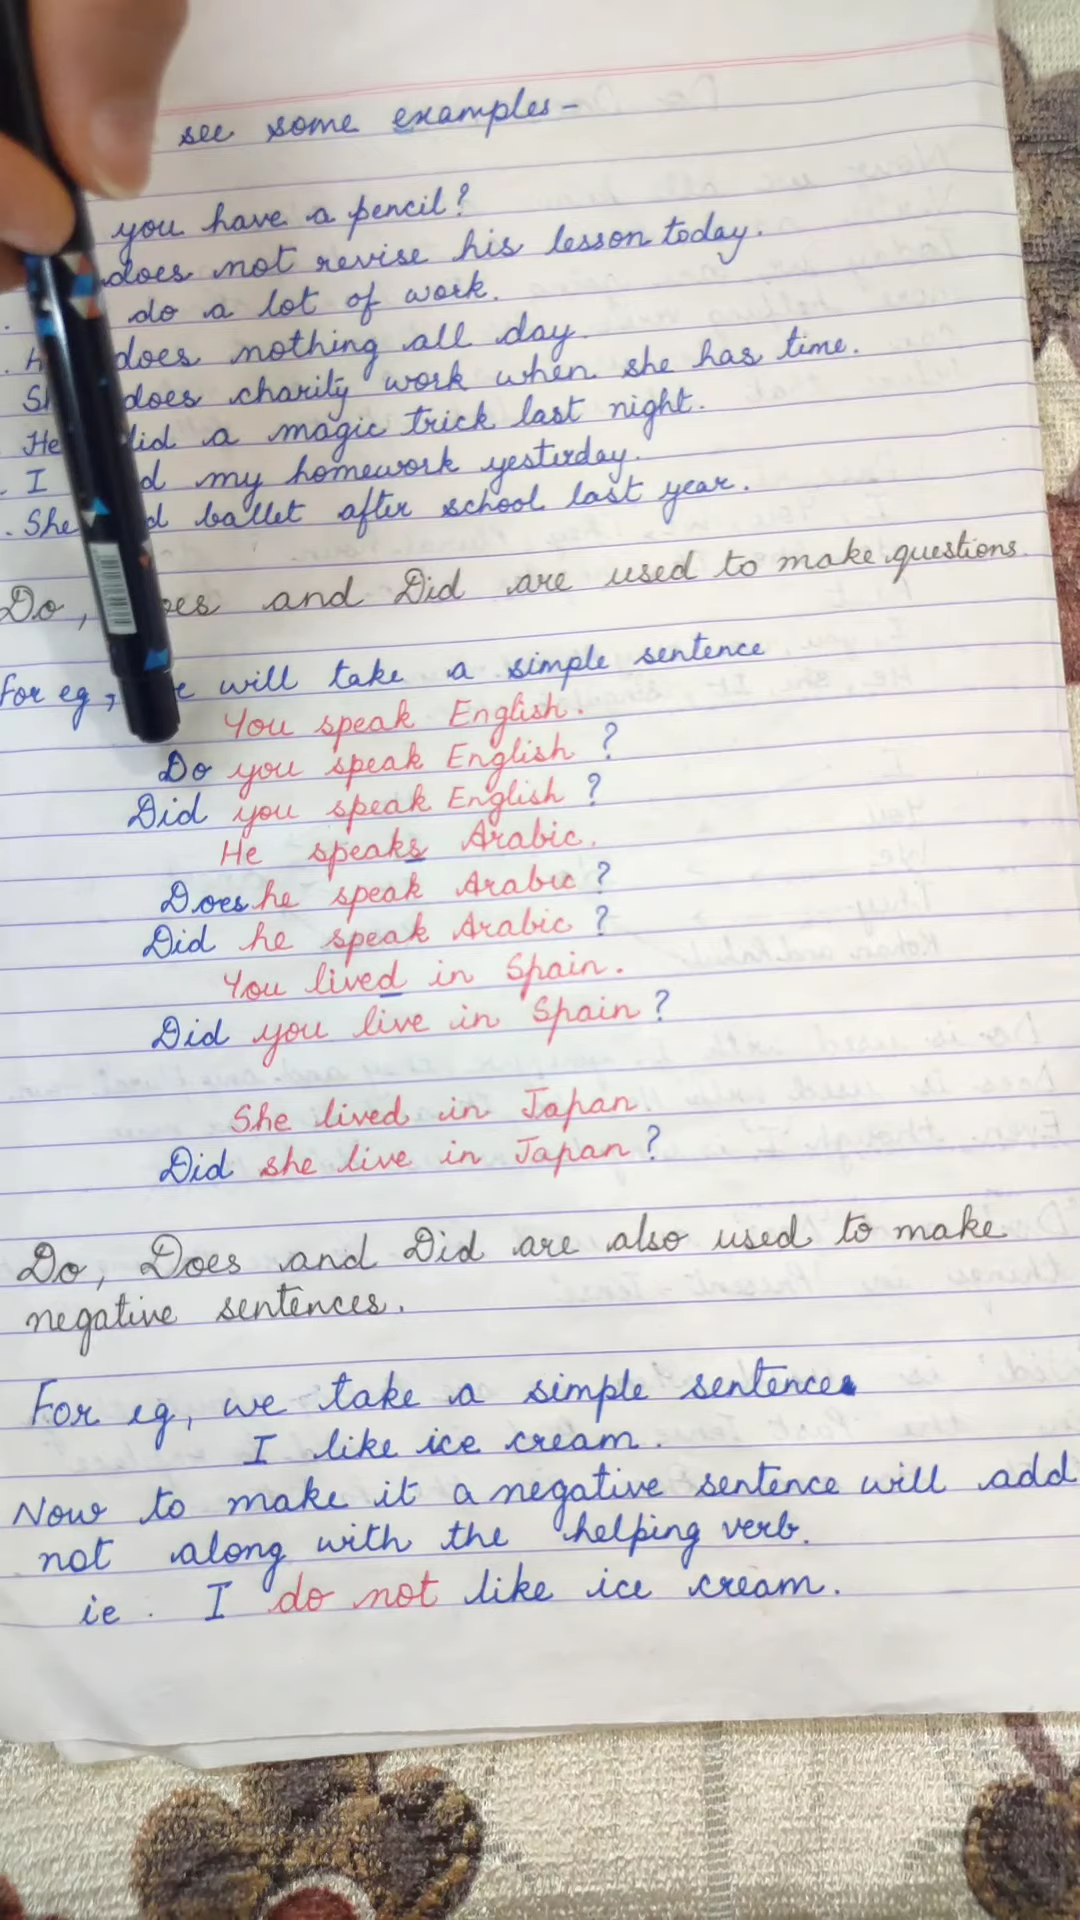 see some examples-
you have a pencil?
does not revise his lesson today.
do a lot of work.
does nothing all day.
does charity work when she has time.
He did a magic trick last night.
I my homework yesterday.
She ballet after school last year.
Do, and Did are used to make questions.
For eg, will take a simple sentence
You speak English.
Do you speak English ?
Did you speak English ?
He speaks Arabic.
Does he speak Arabic ?
Did he speak Arabic ?
You lived in Spain.
Did you live in Spain ?
She lived in Japan.
Did she live in Japan ?
Do, Does and Did are also used to make
negative sentences.
For eg, we take a simple sentence
I like ice cream.
Now to make it a negative sentence will add
not along with the helping verb.
ie. I do not like ice cream.